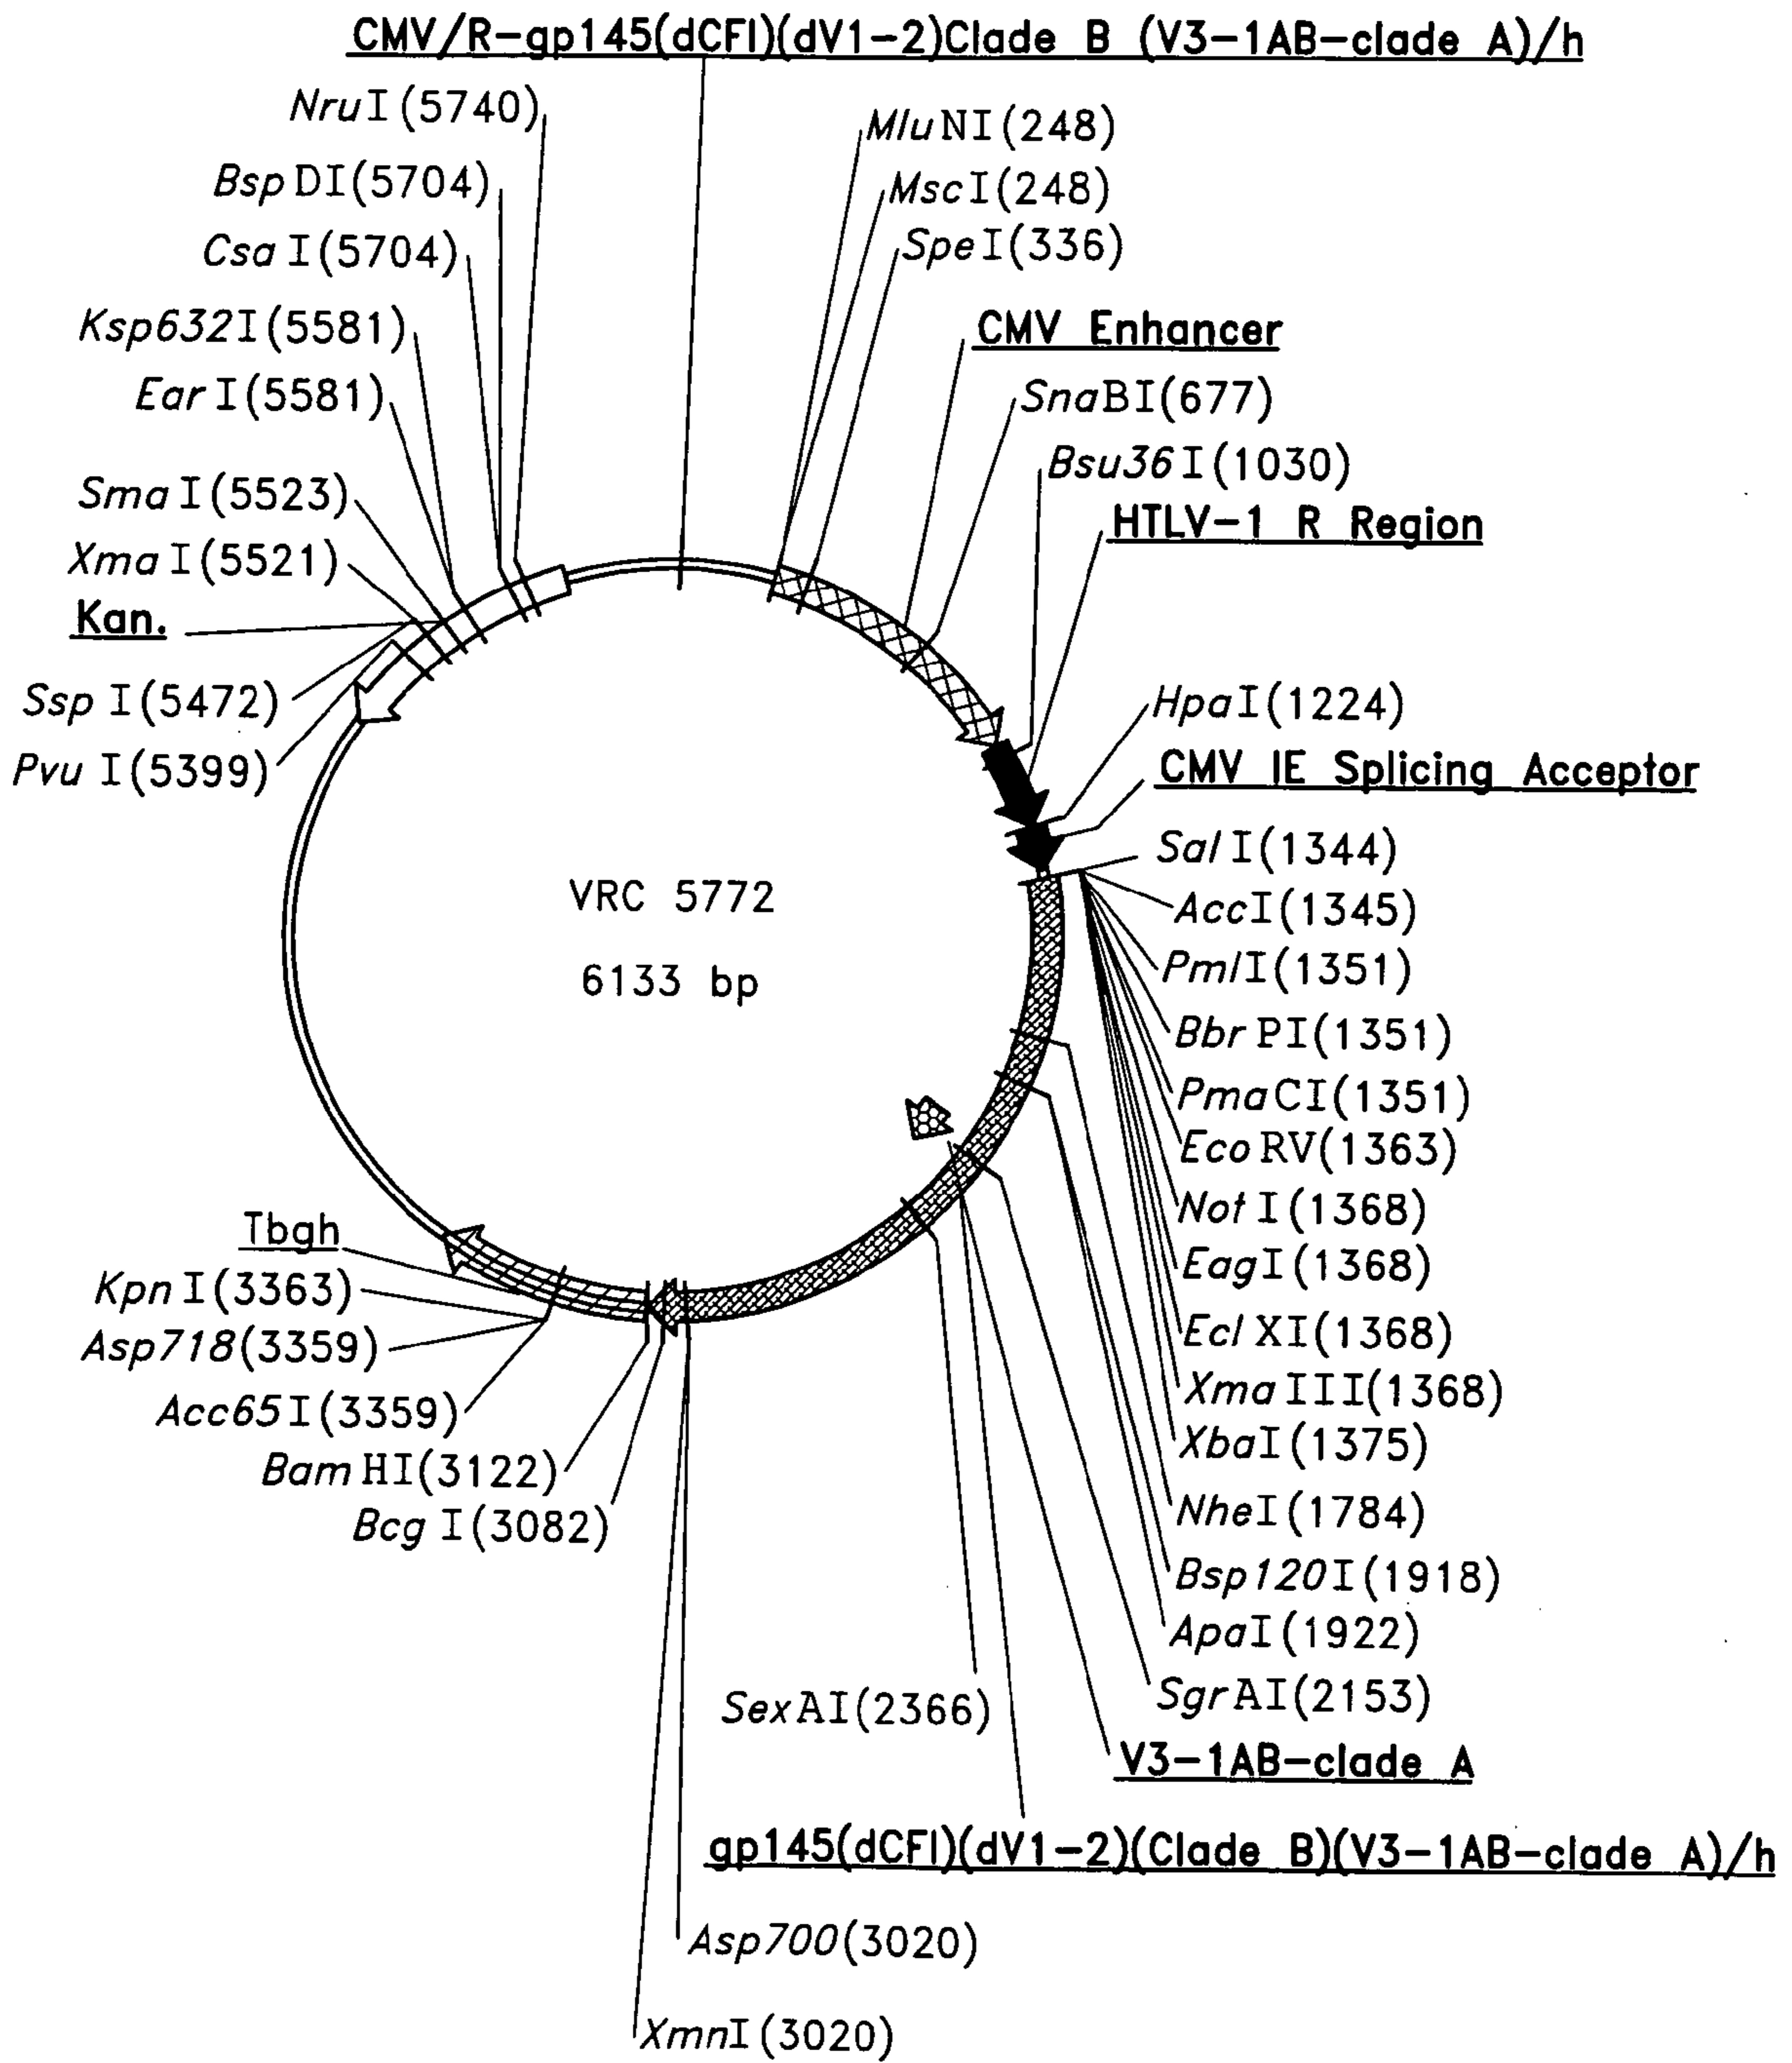 CMV/R-gp145(dCFI)(dV1-2)Clade B (V3-1AB-clade A)/h
NruI(5740)
BspDI(5704)
CsaI(5704)
Ksp632I(5581)
EarI(5581)
SmaI(5523)
XmaI(5521)
Kan.
SspI(5472)
PvuI(5399)
MluNI(248)
MscI(248)
SpeI(336)
CMV Enhancer
SnaBI(677)
Bsu36I(1030)
HTLV-1 R Region
HpaI(1224)
CMV IE Splicing Acceptor
SalI(1344)
AccI(1345)
PmlI(1351)
BbrPI(1351)
PmaCI(1351)
EcoRV(1363)
NotI(1368)
EagI(1368)
EclXI(1368)
XmaIII(1368)
XbaI(1375)
NheI(1784)
Bsp120I(1918)
ApaI(1922)
SgrAI(2153)
V3-1AB-clade A
SexAI(2366)
gp145(dCFI)(dV1-2)(Clade B)(V3-1AB-clade A)/h
VRC 5772
6133 bp
Tbgh
KpnI(3363)
Asp718(3359)
Acc65I(3359)
BamHI(3122)
BcgI(3082)
Asp700(3020)
XmnI(3020)